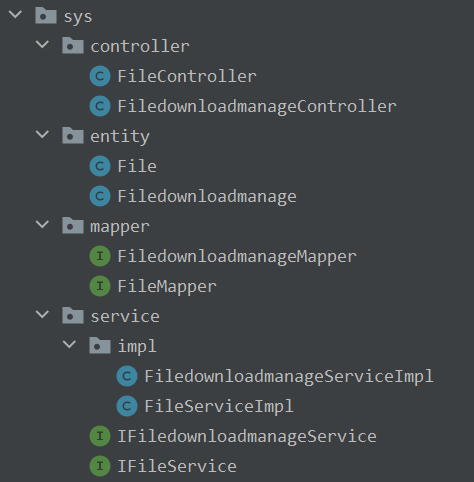 sys
controller
FileController
FiledownloadmanageController
entity
File
Filedownloadmanage
mapper
FiledownloadmanageMapper
FileMapper
service
impl
FiledownloadmanageServiceImpl
FileServiceImpl
IFiledownloadmanageService
IFileService